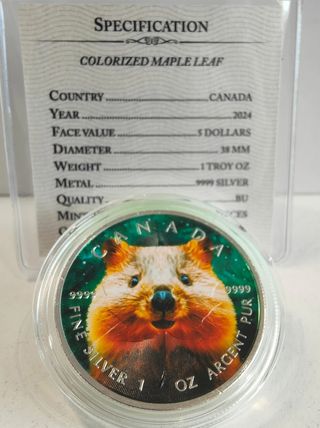 SPECIFICATION
COLORIZED MAPLE LEAF
COUNTRY CANADA
YEAR 2024
FACE VALUE 5 DOLLARS
DIAMETER 38 MM
WEIGHT 1 TROY OZ
METAL 9999 SILVER
QUALITY BU
CANADA
9999 9999
FINE SILVER 1 OZ ARGENT PUR